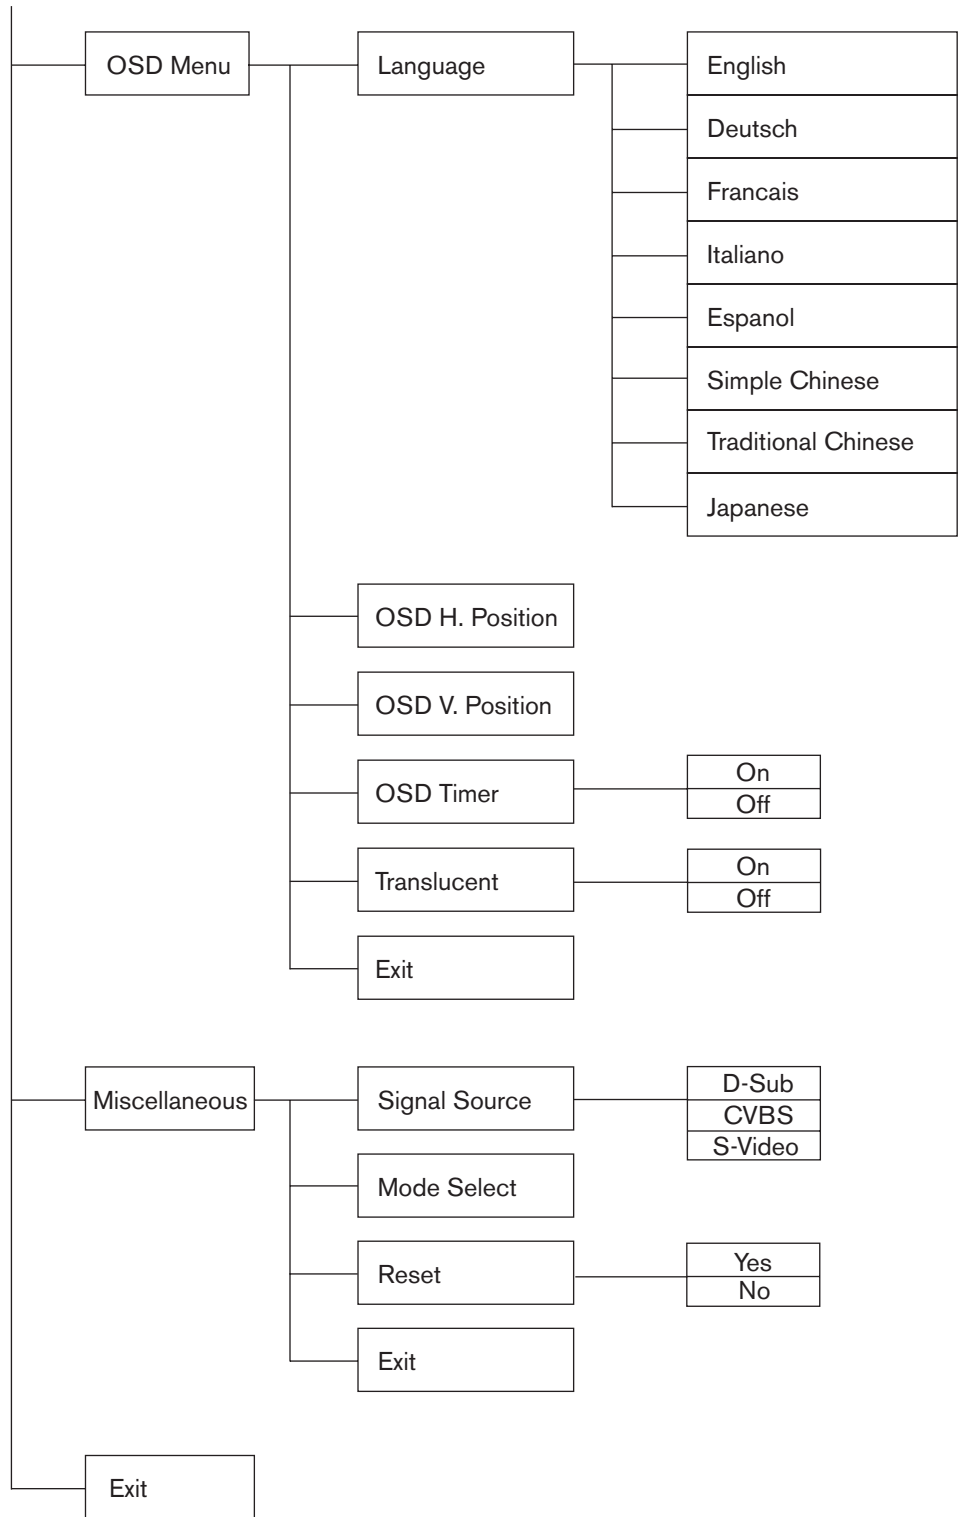 OSD Menu
Language
English
Deutsch
Francais
Italiano
Espanol
Simple Chinese
Traditional Chinese
Japanese
OSD H. Position
OSD V. Position
OSD Timer
On
Off
Translucent
On
Off
Exit
Miscellaneous
Signal Source
D-Sub
CVBS
S-Video
Mode Select
Reset
Yes
No
Exit
Exit